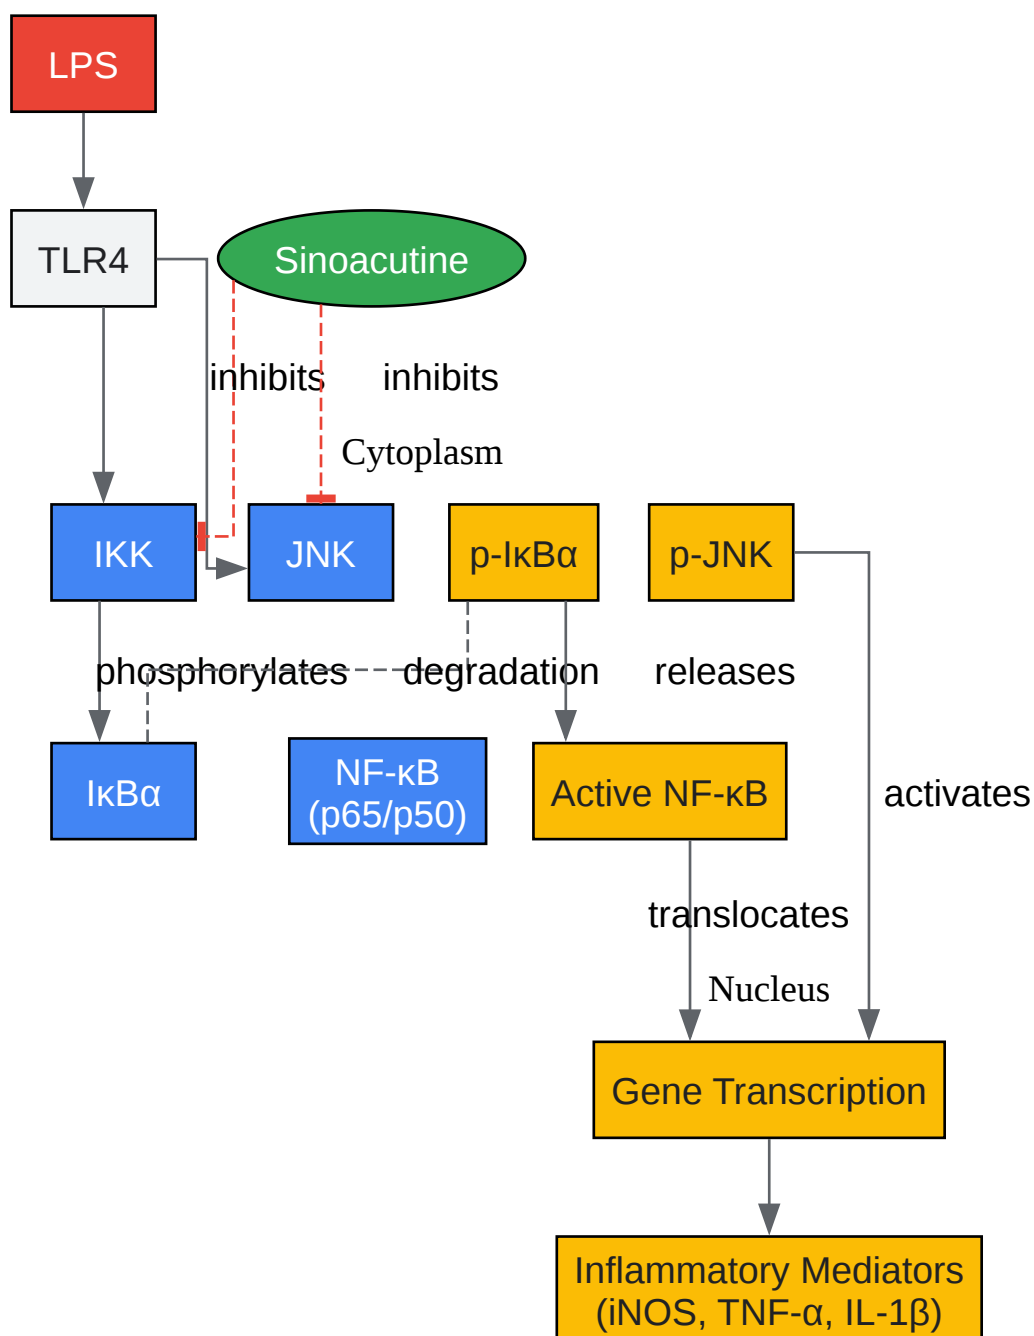 LPS
TLR4
Sinoacutine
inhibits
inhibits
Cytoplasm
IKK
JNK
p-IκBα
p-JNK
phosphorylates
degradation
releases
IκBα
NF-κB
(p65/p50)
Active NF-κB
activates
translocates
Nucleus
Gene Transcription
Inflammatory Mediators
(iNOS, TNF-α, IL-1β)